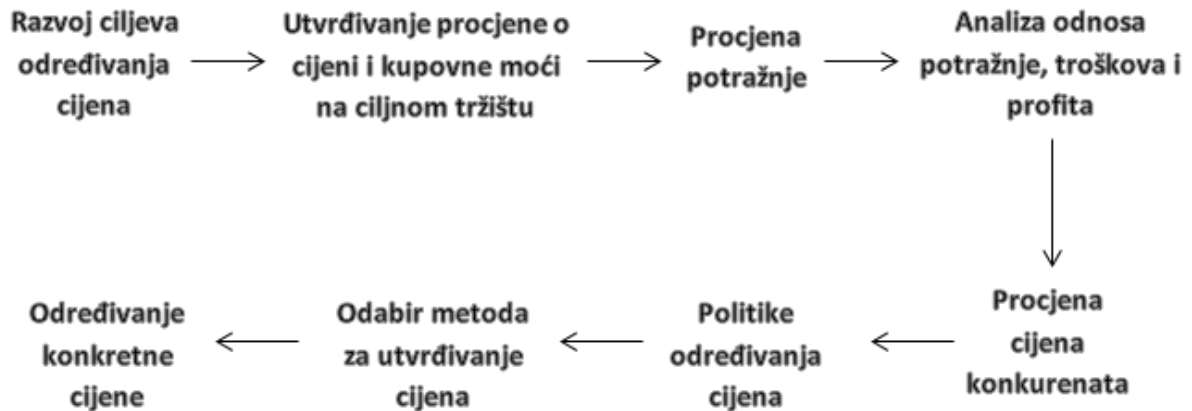 Razvoj ciljeva
određivanja
cijena
Utvrđivanje procjene o
cijeni i kupovne moći
na ciljnom tržištu
Procjena
potražnje
Analiza odnosa
potražnje, troškova i
profita
Procjena
cijena
konkurenata
Politike
određivanja
cijena
Odabir metoda
za utvrđivanje
cijena
Određivanje
konkretne
cijene